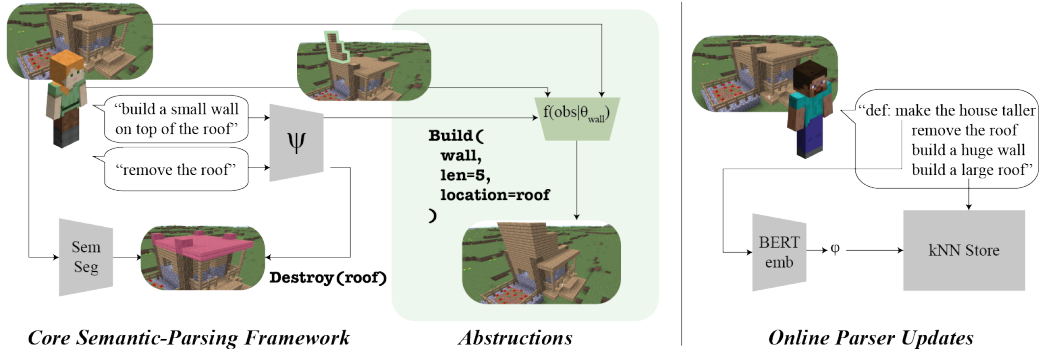 “build a small wall
on top of the roof”
“remove the roof”
ψ
f(obs|θwall)
Build(
wall,
len=5,
location=roof
)
Sem
Seg
Destroy(roof)
Core Semantic-Parsing Framework
Abstructions
“def: make the house taller
remove the roof
build a huge wall
build a large roof”
BERT
emb
φ
kNN Store
Online Parser Updates